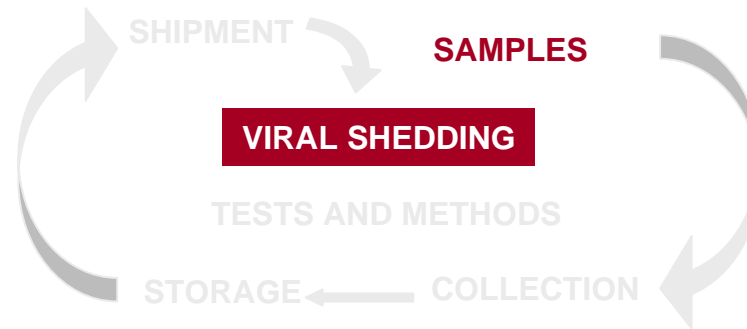 SHIPMENT
SAMPLES
VIRAL SHEDDING
TESTS AND METHODS
STORAGE
COLLECTION